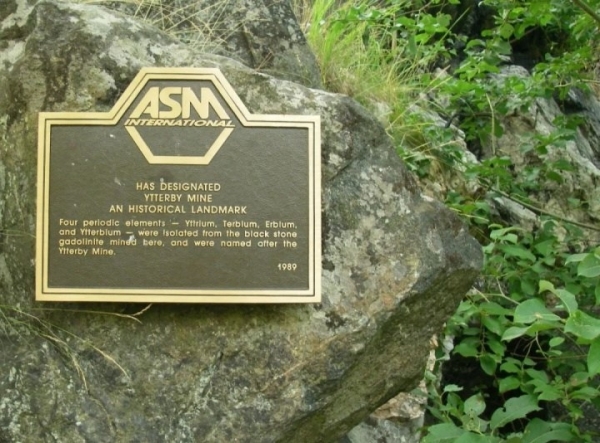 ASM
INTERNATIONAL
HAS DESIGNATED
YTTERBY MINE
AN HISTORICAL LANDMARK
Four periodic elements — Yttrium, Terbium, Erbium,
and Ytterbium — were isolated from the black stone
gadolinite mined here, and were named after the
Ytterby Mine.
1989